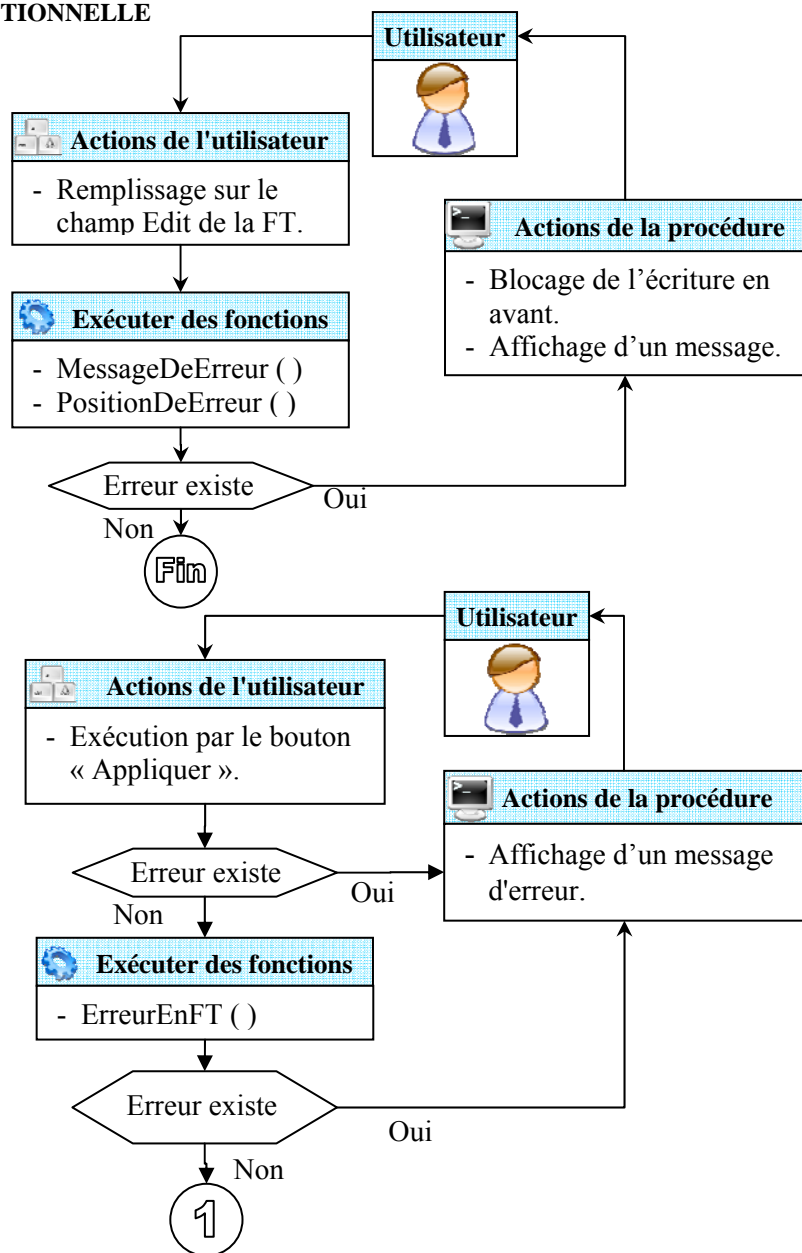 TIONNELLE
Utilisateur
Actions de l'utilisateur
- Remplissage sur le
champ Edit de la FT.
Actions de la procédure
- Blocage de l’écriture en
avant.
- Affichage d’un message.
Exécuter des fonctions
- MessageDeErreur ( )
- PositionDeErreur ( )
Erreur existe
Oui
Non
Fin
Utilisateur
Actions de l'utilisateur
- Exécution par le bouton
« Appliquer ».
Actions de la procédure
- Affichage d’un message
d'erreur.
Erreur existe
Oui
Non
Exécuter des fonctions
- ErreurEnFT ( )
Erreur existe
Oui
Non
1